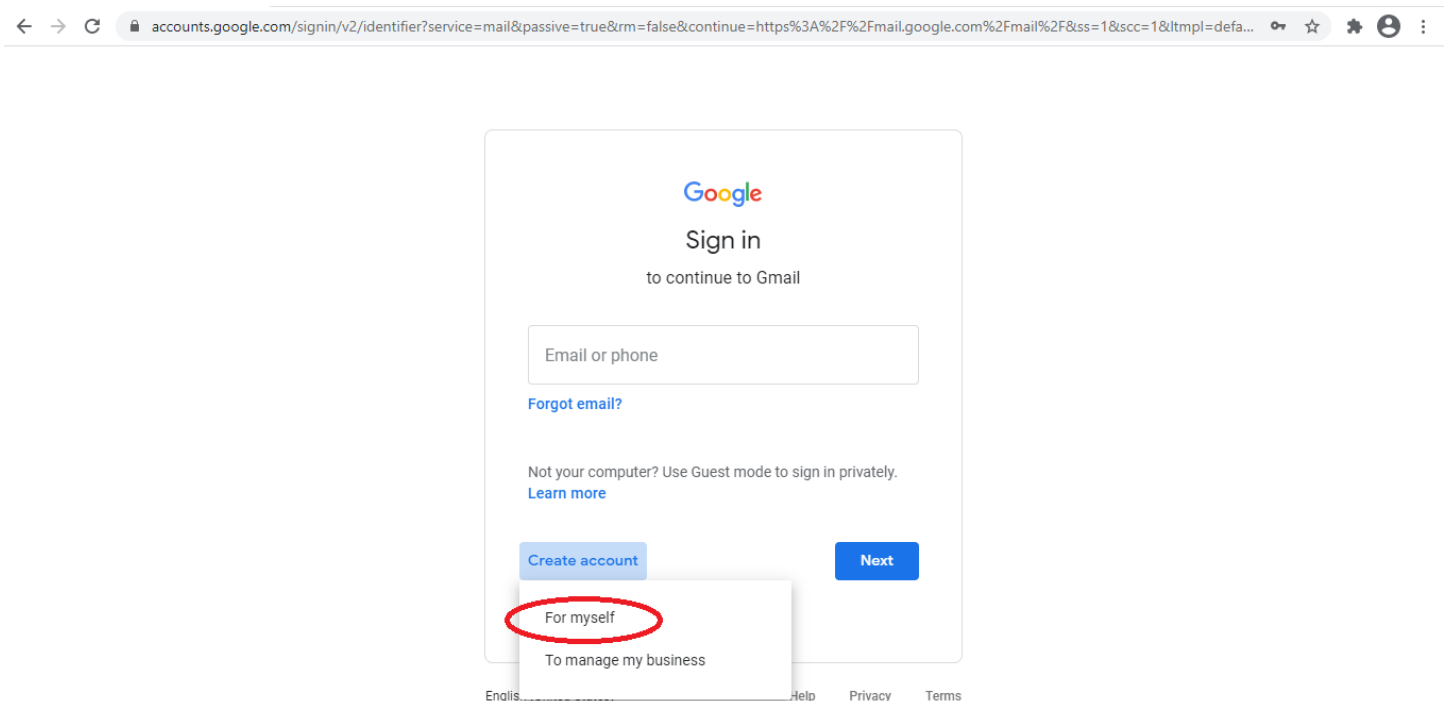 accounts.google.com/signin/v2/identifier?service=mail&passive=true&rm=false&continue=https%3A%2F%2Fmail.google.com%2Fmail%2F&ss=1&scc=1&ltmpl=defa...
Google
Sign in
to continue to Gmail
Email or phone
Forgot email?
Not your computer? Use Guest mode to sign in privately.
Learn more
Create account Next
For myself
To manage my business
Help Privacy Terms